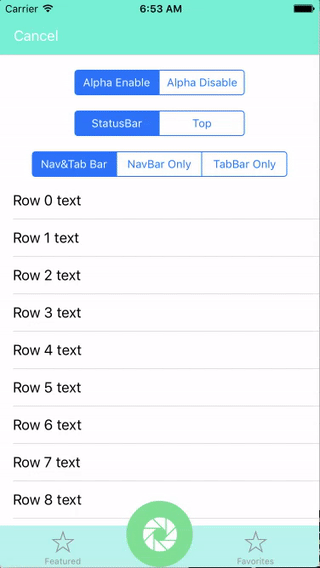 Carrier 6:53 AM
Cancel
Alpha Enable Alpha Disable
StatusBar Top
Nav&Tab Bar NavBar Only TabBar Only
Row 0 text
Row 1 text
Row 2 text
Row 3 text
Row 4 text
Row 5 text
Row 6 text
Row 7 text
Row 8 text
Featured Favorites